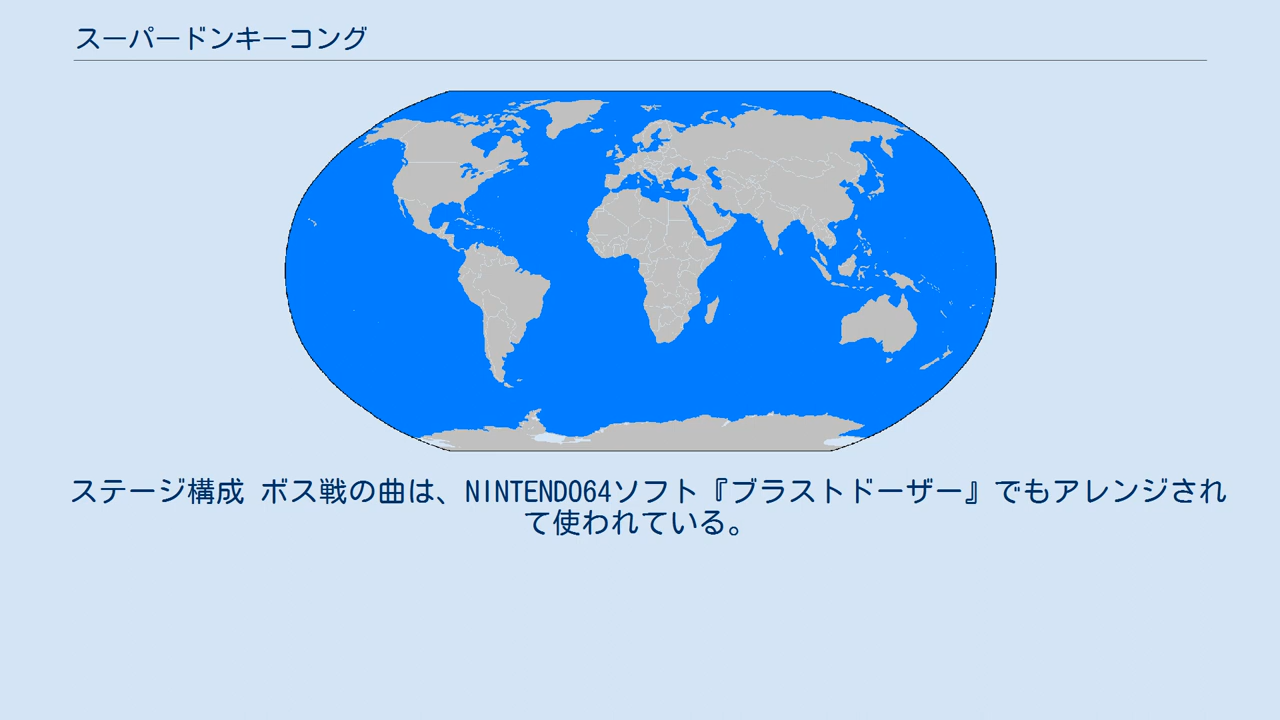 スーパードンキーコング
ステージ構成 ボス戦の曲は、NINTENDO64ソフト『ブラストドーザー』でもアレンジされ
て使われている。